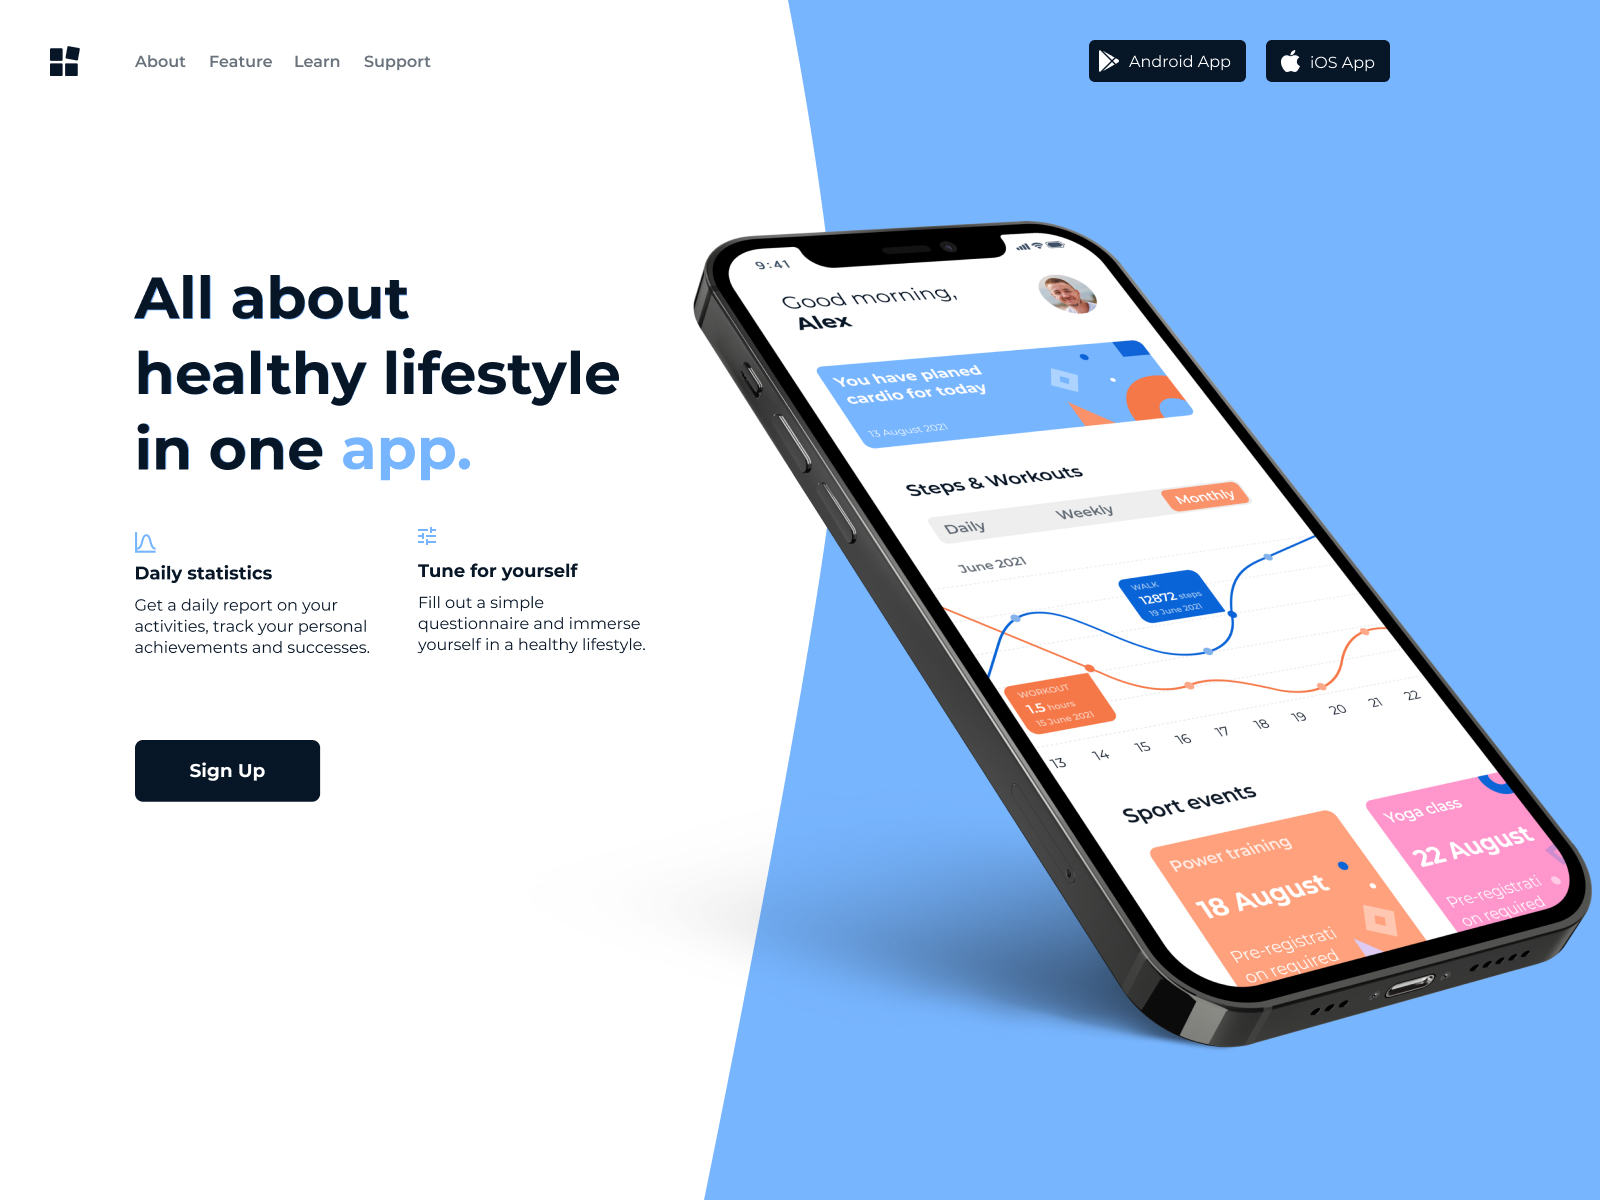 About Feature Learn Support
Android App
iOS App
All about
healthy lifestyle
in one app.
Daily statistics
Get a daily report on your
activities, track your personal
achievements and successes.
Tune for yourself
Fill out a simple
questionnaire and immerse
yourself in a healthy lifestyle.
Sign Up
9:41
Good morning,
Alex
You have planed
cardio for today
13 August 2021
Steps & Workouts
Daily Weekly Monthly
June 2021
WALK
12872 steps
19 June 2021
WORKOUT
1.5 hours
15 June 2021
13 14 15 16 17 18 19 20 21 22
Sport events
Power training
18 August
Pre-registrati
on required
Yoga class
22 August
Pre-registrati
on required